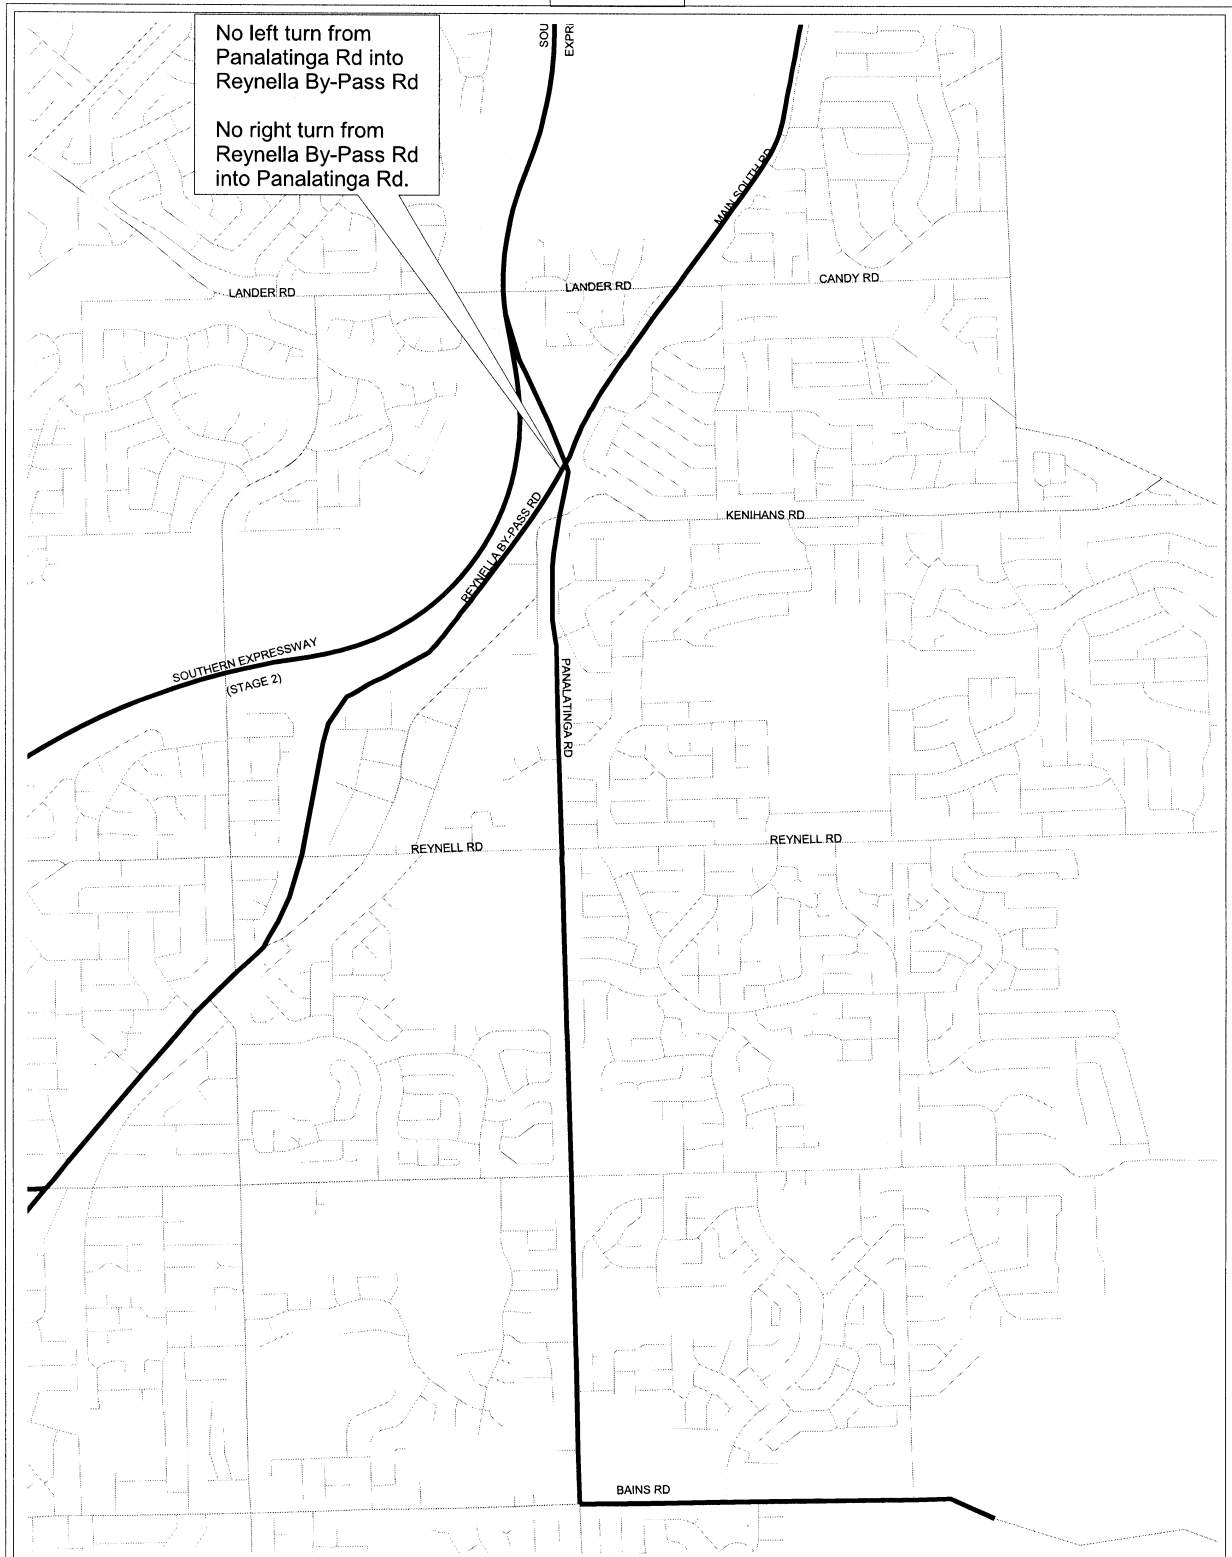 No left turn from
Panalatinga Rd into
Reynella By-Pass Rd
No right turn from
Reynella By-Pass Rd
into Panalatinga Rd.
SOU
EXPR
MAIN SOUTH RD
LANDER RD
LANDER RD
CANDY RD
REYNELLA BY-PASS RD
KENIHANS RD
SOUTHERN EXPRESSWAY
(STAGE 2)
PANALATINGA RD
REYNELL RD
REYNELL RD
BAINS RD